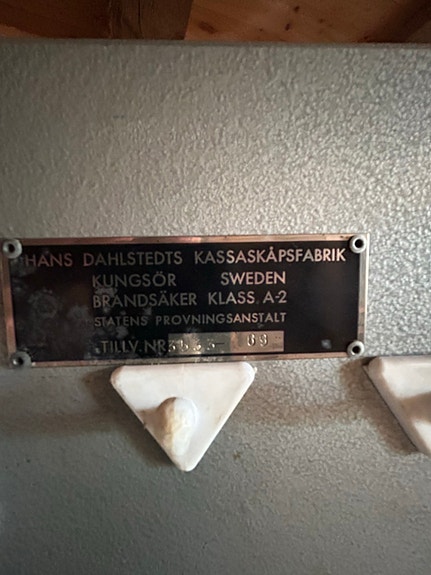 HANS DAHLSTEDTS KASSASKÅPSFABRIK
KUNGSÖR SWEDEN
BRANDSÄKER KLASS. A-2
STATENS PROVNINGSANSTALT
TILLV. NR